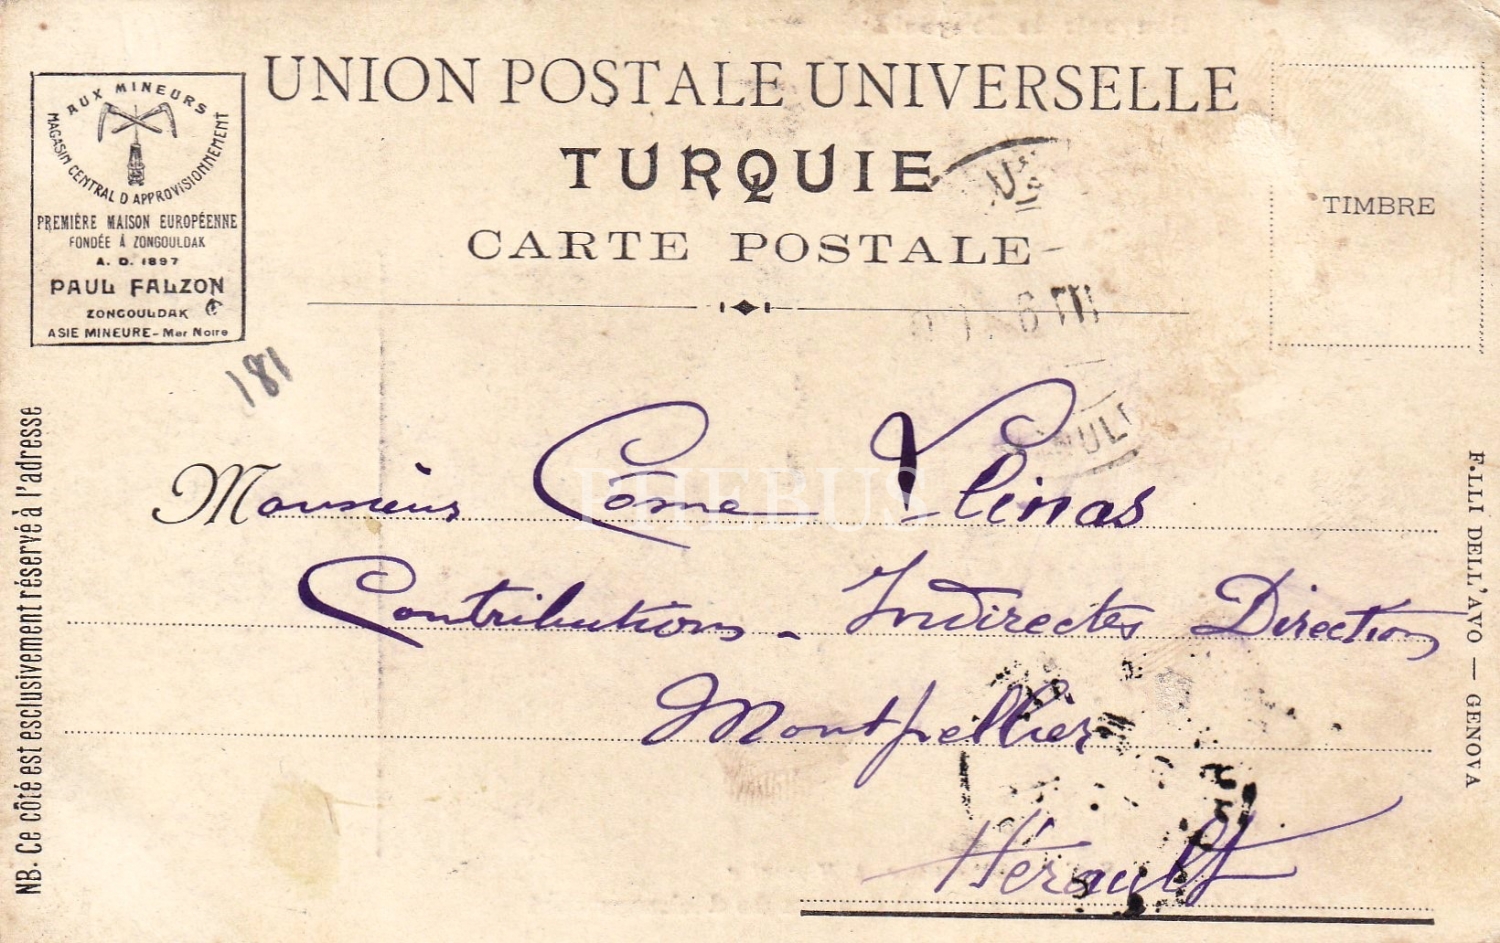 UNION POSTALE UNIVERSELLE
TURQUIE
CARTE POSTALE
TIMBRE
AUX MINEURS
MAGASIN CENTRAL D'APPROVISIONNEMENT
PREMIÈRE MAISON EUROPÉENNE
FONDÉE À ZONGOULDAK
A. D. 1897
PAUL FALZON
ZONGOULDAK
ASIE MINEURE - Mer Noire
181
NB. Ce côté est esclusivement réservé à l'adresse
Monsieur Côme
Contributions - Indirectes Direction
Montpellier
Hérault
F.LLI DELL'AVO — GENOVA
PHEBUS